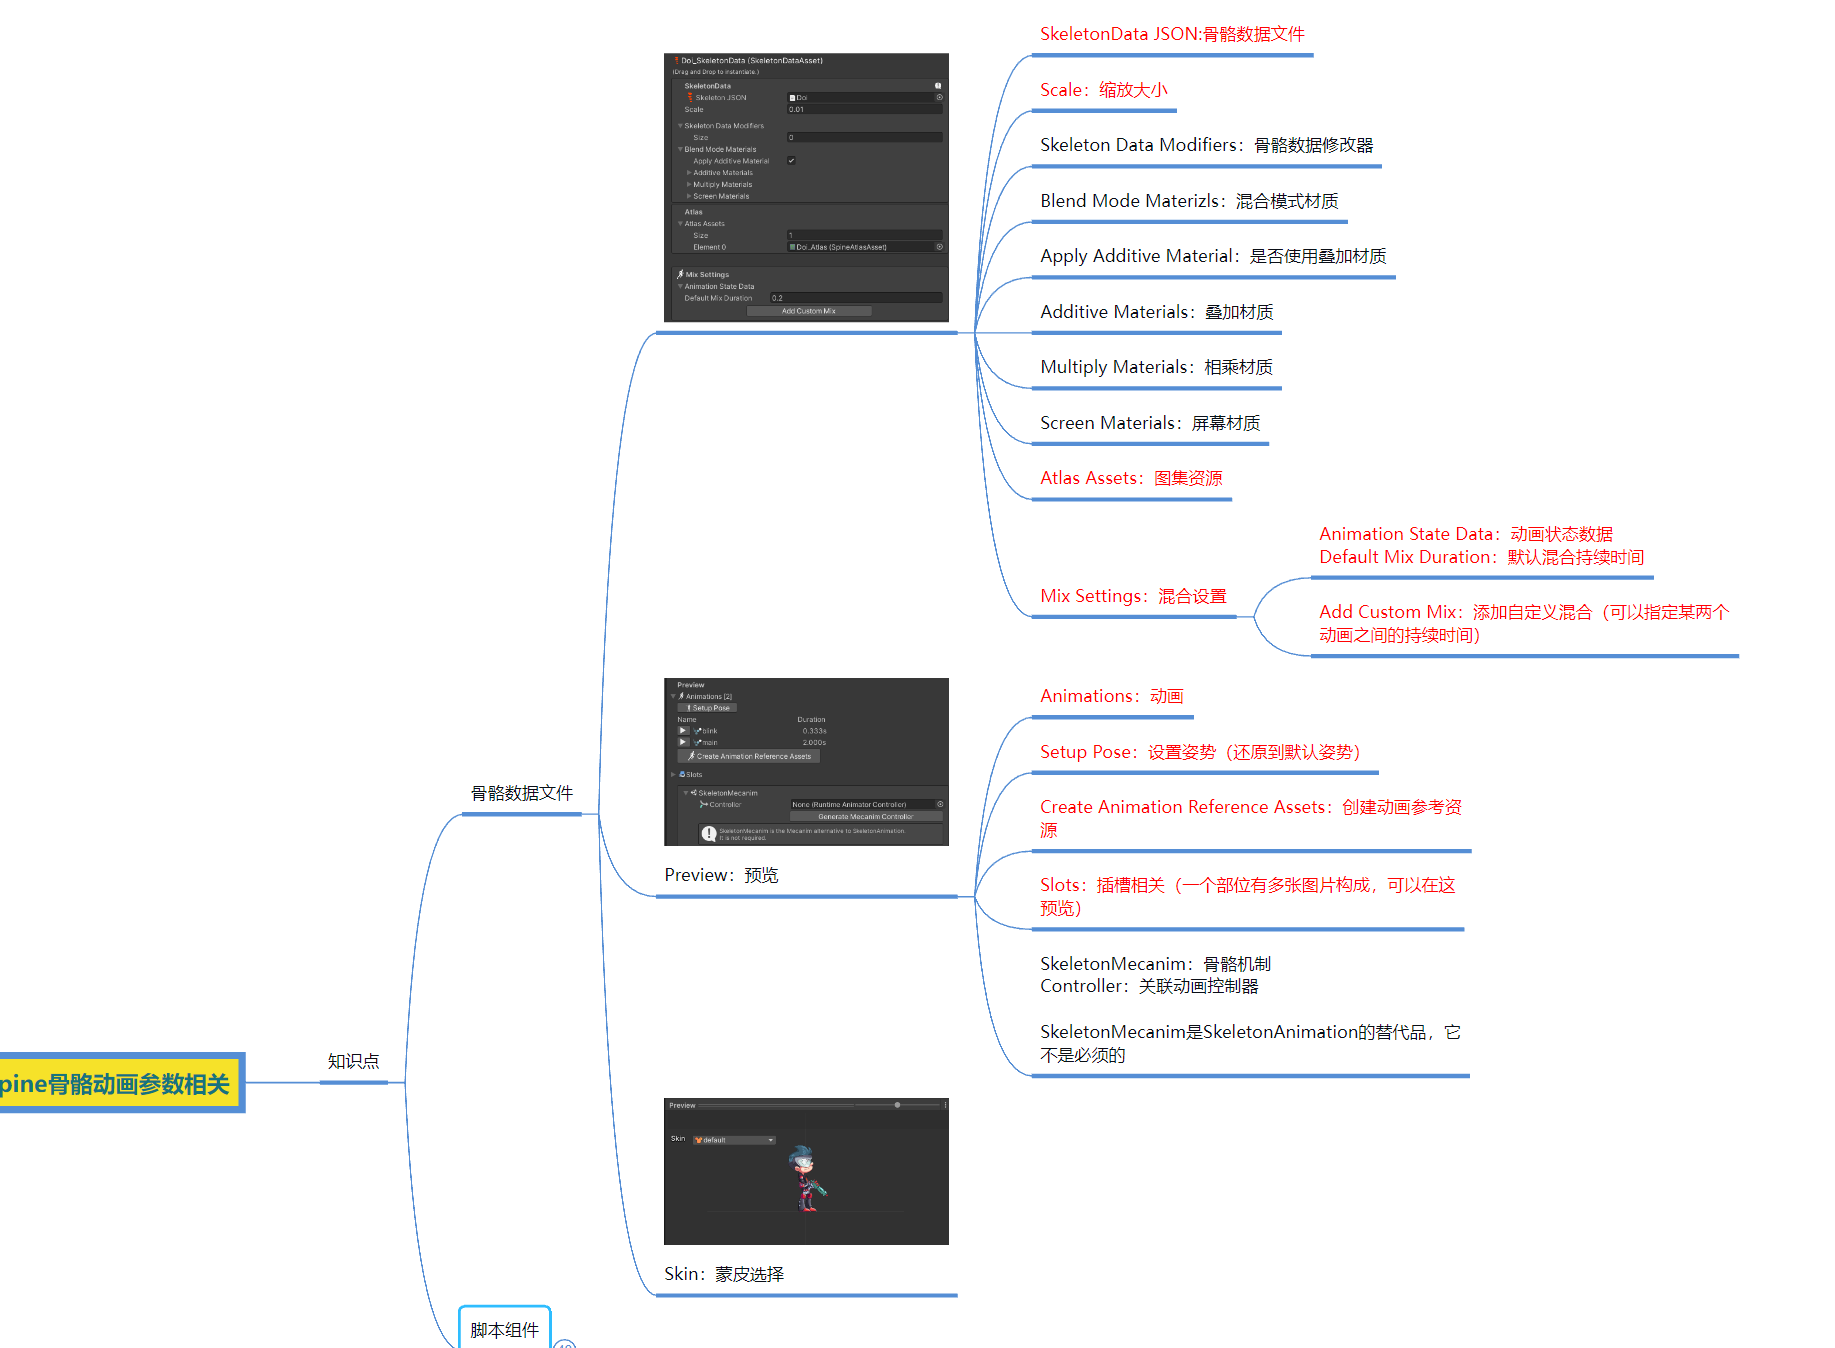 pine骨骼动画参数相关
知识点
骨骼数据文件
脚本组件
Doi_SkeletonData (SkeletonDataAsset)
(Drag and Drop to instantiate.)
SkeletonData
Skeleton JSON
Doi
Scale
0.01
Skeleton Data Modifiers
Size
0
Blend Mode Materials
Apply Additive Material
Additive Materials
Multiply Materials
Screen Materials
Atlas
Atlas Assets
Size
1
Element 0
Doi_Atlas (SpineAtlasAsset)
Mix Settings
Animation State Data
Default Mix Duration
0.2
Add Custom Mix
SkeletonData JSON:骨骼数据文件
Scale：缩放大小
Skeleton Data Modifiers：骨骼数据修改器
Blend Mode Materizls：混合模式材质
Apply Additive Material：是否使用叠加材质
Additive Materials：叠加材质
Multiply Materials：相乘材质
Screen Materials：屏幕材质
Atlas Assets：图集资源
Mix Settings：混合设置
Animation State Data：动画状态数据
Default Mix Duration：默认混合持续时间
Add Custom Mix：添加自定义混合（可以指定某两个
动画之间的持续时间）
Preview
Animations [2]
Setup Pose
Name
Duration
blink
0.333s
main
2.000s
Create Animation Reference Assets
Slots
SkeletonMecanim
Controller
None (Runtime Animator Controller)
Generate Mecanim Controller
SkeletonMecanim is the Mecanim alternative to SkeletonAnimation.
It is not required.
Preview：预览
Animations：动画
Setup Pose：设置姿势（还原到默认姿势）
Create Animation Reference Assets：创建动画参考资
源
Slots：插槽相关（一个部位有多张图片构成，可以在这
预览）
SkeletonMecanim：骨骼机制
Controller：关联动画控制器
SkeletonMecanim是SkeletonAnimation的替代品，它
不是必须的
Preview
Skin
default
Skin：蒙皮选择